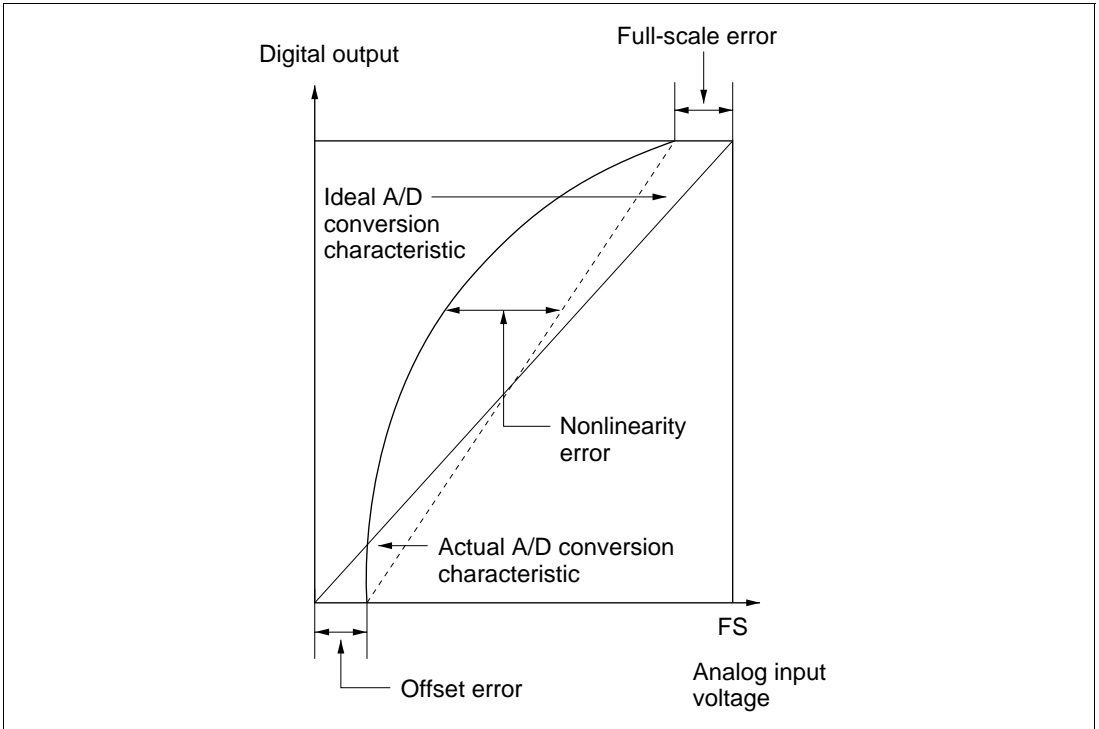 Full-scale error
Digital output
Ideal A/D
conversion
characteristic
Nonlinearity
error
Actual A/D conversion
characteristic
FS
Offset error
Analog input
voltage